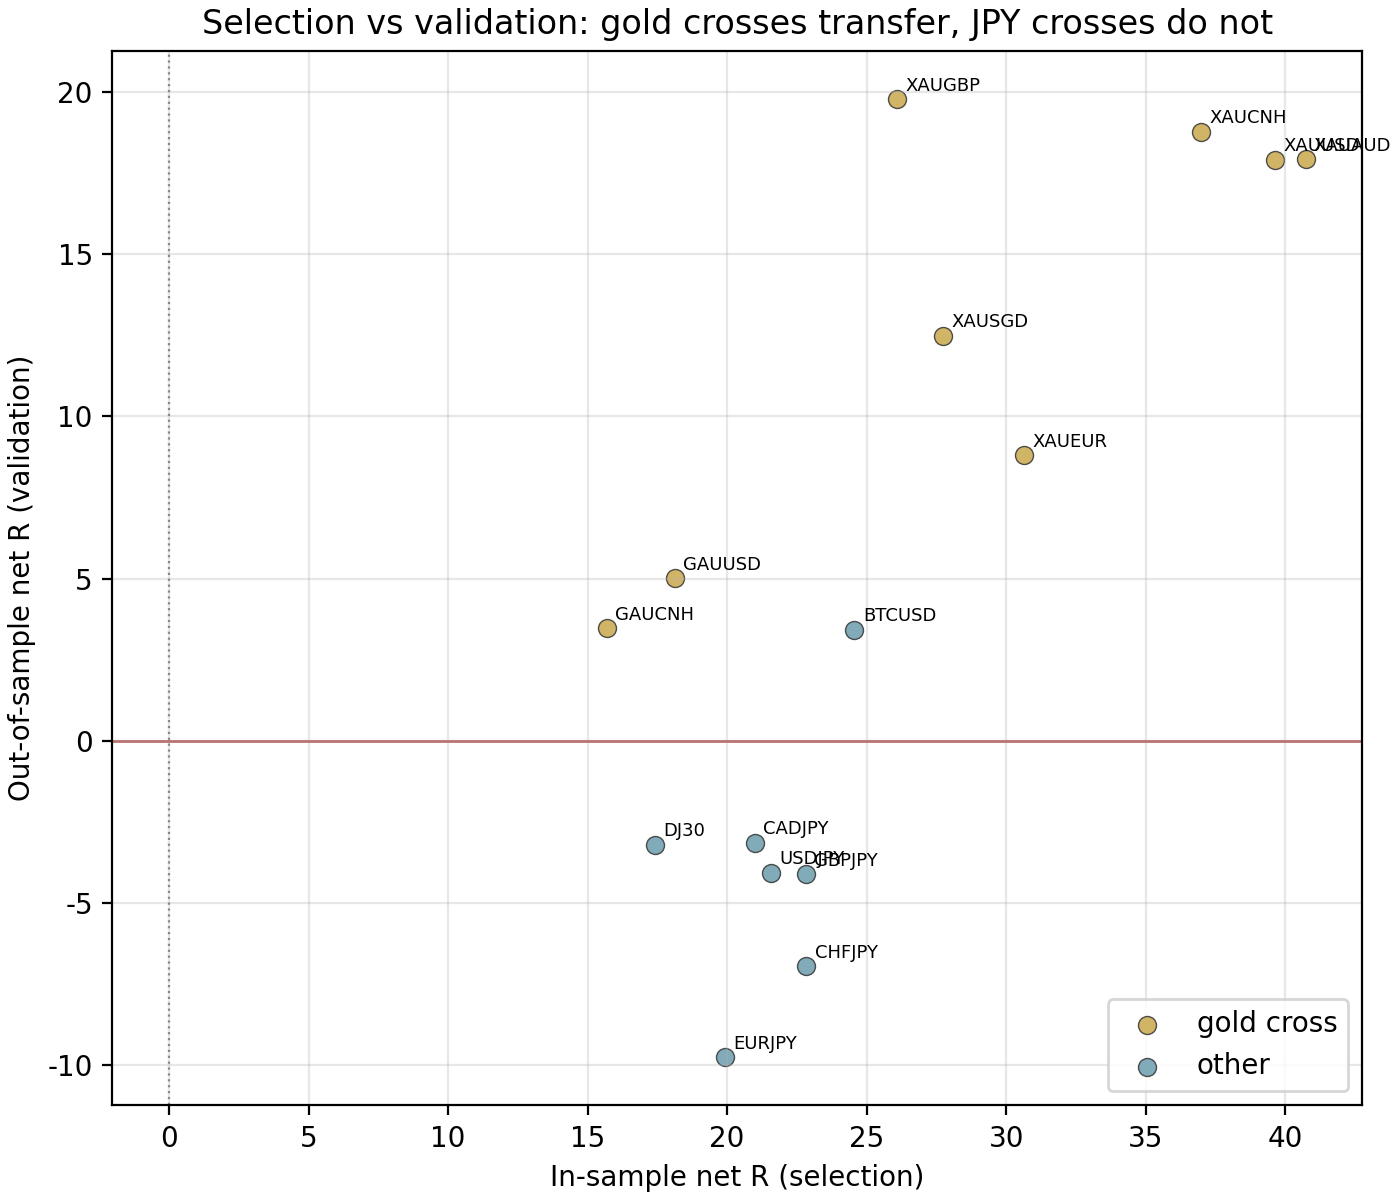 Selection vs validation: gold crosses transfer, JPY crosses do not
Out-of-sample net R (validation)
20
15
10
5
0
-5
-10
XAUGBP
XAUCNH
XAUUSD
XAUAUD
XAUSGD
XAUEUR
GAUUSD
GAUCNH
BTCUSD
DJ30
CADJPY
USDJPY
GBPJPY
CHFJPY
EURJPY
gold cross
other
0
5
10
15
20
25
30
35
40
In-sample net R (selection)